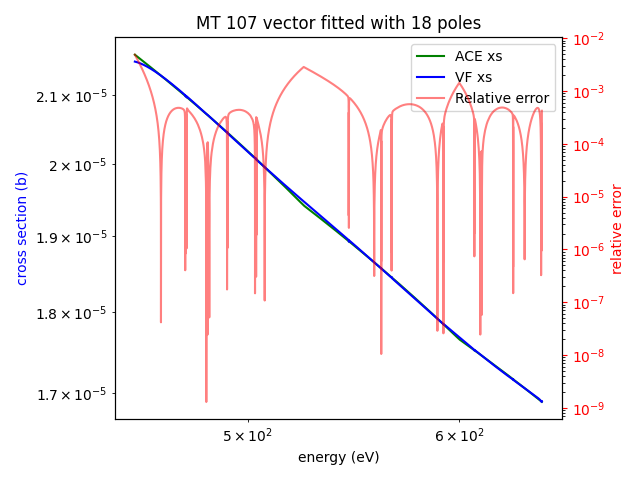 MT 107 vector fitted with 18 poles
ACE xs
VF xs
Relative error
2.1 × 10⁻⁵
2 × 10⁻⁵
1.9 × 10⁻⁵
1.8 × 10⁻⁵
1.7 × 10⁻⁵
cross section (b)
10⁻²
10⁻³
10⁻⁴
10⁻⁵
10⁻⁶
10⁻⁷
10⁻⁸
10⁻⁹
relative error
5 × 10² 6 × 10²
energy (eV)